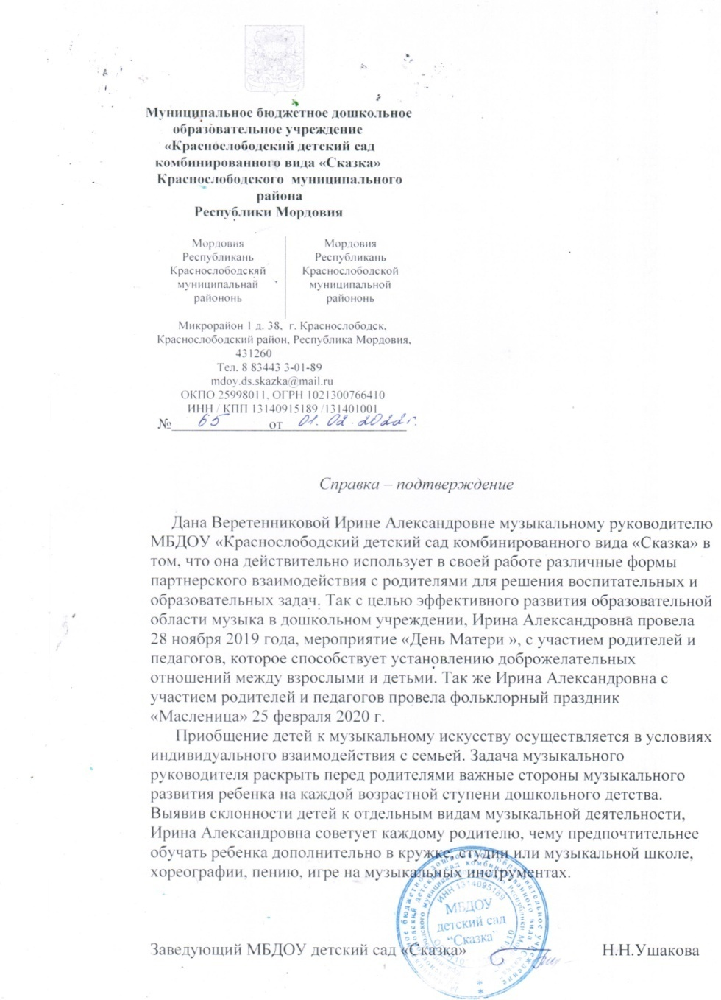 Муниципальное бюджетное дошкольное
образовательное учреждение
«Краснослободский детский сад
комбинированного вида «Сказка»
Краснослободского муниципального
района
Республики Мордовия
Мордовия
Республикань
Краснослободскяй
муниципальнай
райононь
Мордовия
Республикань
Краснослободской
муниципальной
райононь
Микрорайон 1 д. 38, г. Краснослободск,
Краснослободский район, Республика Мордовия,
431260
Тел. 8 83443 3-01-89
mdoy.ds.skazka@mail.ru
ОКПО 25998011, ОГРН 1021300766410
ИНН / КПП 13140915189 /131401001
№ 65 от 01.02.2022г.
Справка – подтверждение
Дана Веретенниковой Ирине Александровне музыкальному руководителю
МБДОУ «Краснослободский детский сад комбинированного вида «Сказка» в
том, что она действительно использует в своей работе различные формы
партнерского взаимодействия с родителями для решения воспитательных и
образовательных задач. Так с целью эффективного развития образовательной
области музыка в дошкольном учреждении, Ирина Александровна провела
28 ноября 2019 года, мероприятие «День Матери », с участием родителей и
педагогов, которое способствует установлению доброжелательных
отношений между взрослыми и детьми. Так же Ирина Александровна с
участием родителей и педагогов провела фольклорный праздник
«Масленица» 25 февраля 2020 г.
Приобщение детей к музыкальному искусству осуществляется в условиях
индивидуального взаимодействия с семьей. Задача музыкального
руководителя раскрыть перед родителями важные стороны музыкального
развития ребенка на каждой возрастной ступени дошкольного детства.
Выявив склонности детей к отдельным видам музыкальной деятельности,
Ирина Александровна советует каждому родителю, чему предпочтительнее
обучать ребенка дополнительно в кружке, студии или музыкальной школе,
хореографии, пению, игре на музыкальных инструментах.
ИНН 1314095189
МБДОУ
детский сад
"Сказка"
Заведующий МБДОУ детский сад «Сказка» Н.Н.Ушакова